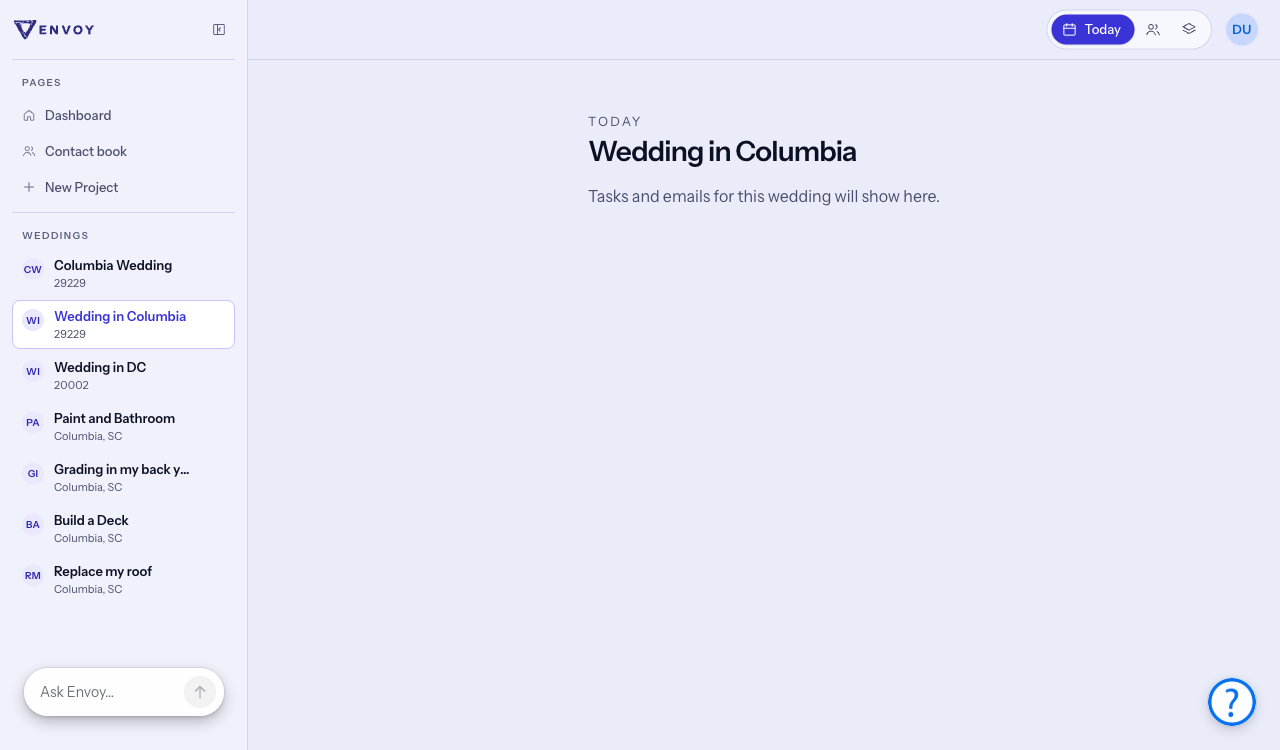 ENVOY
PAGES
Dashboard
Contact book
New Project
WEDDINGS
CW
Columbia Wedding
29229
WI
Wedding in Columbia
29229
WI
Wedding in DC
20002
PA
Paint and Bathroom
Columbia, SC
GI
Grading in my back y...
Columbia, SC
BA
Build a Deck
Columbia, SC
RM
Replace my roof
Columbia, SC
Ask Envoy...
Today
DU
TODAY
Wedding in Columbia
Tasks and emails for this wedding will show here.
?